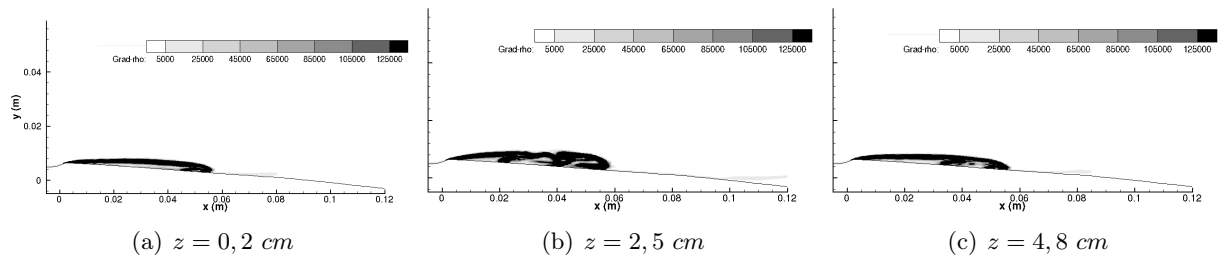 Grad-rho: 5000 25000 45000 65000 85000 105000 125000
y (m)
0.04
0.02
0
0 0.02 0.04 0.06 0.08 0.1 0.12
x (m)
(a) z = 0, 2 cm
Grad-rho: 5000 25000 45000 65000 85000 105000 125000
0 0.02 0.04 0.06 0.08 0.1 0.12
x (m)
(b) z = 2, 5 cm
Grad-rho: 5000 25000 45000 65000 85000 105000 125000
0 0.02 0.04 0.06 0.08 0.1 0.12
x (m)
(c) z = 4, 8 cm